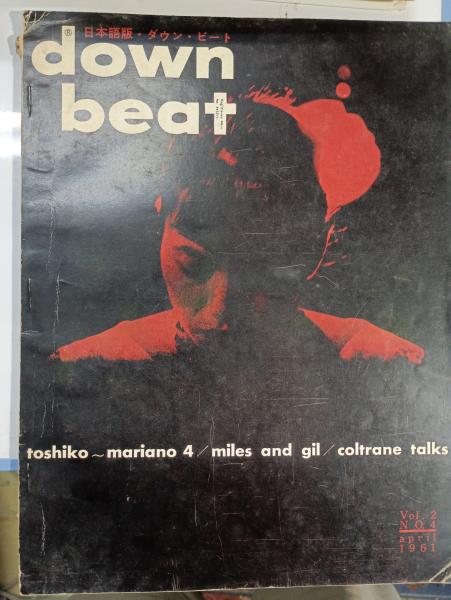 ® 日本語版・ダウン・ビート
down
beat
toshiko ~ mariano 4 / miles and gil / coltrane talks
Vol. 2
NO. 4
april
1961